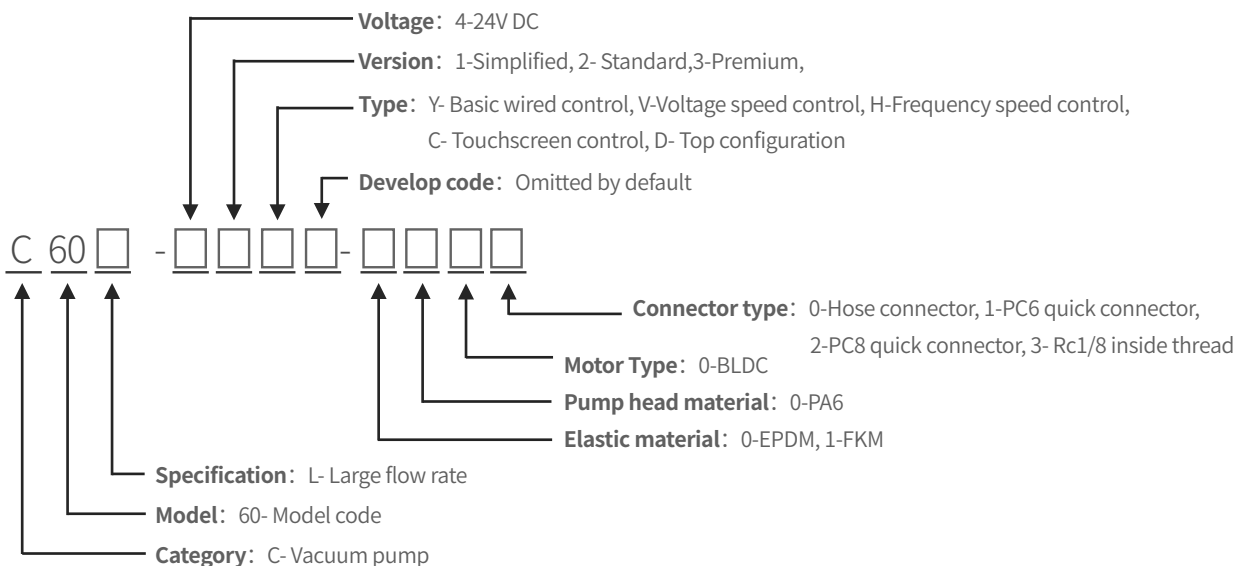 Voltage：4-24V DC
Version：1-Simplified, 2- Standard,3-Premium,
Type：Y- Basic wired control, V-Voltage speed control, H-Frequency speed control,
C- Touchscreen control, D- Top configuration
Develop code：Omitted by default
C 60 □ - □ □ □ □ - □ □ □ □
Connector type：0-Hose connector, 1-PC6 quick connector,
2-PC8 quick connector, 3- Rc1/8 inside thread
Motor Type：0-BLDC
Pump head material：0-PA6
Elastic material：0-EPDM, 1-FKM
Specification：L- Large flow rate
Model：60- Model code
Category：C- Vacuum pump